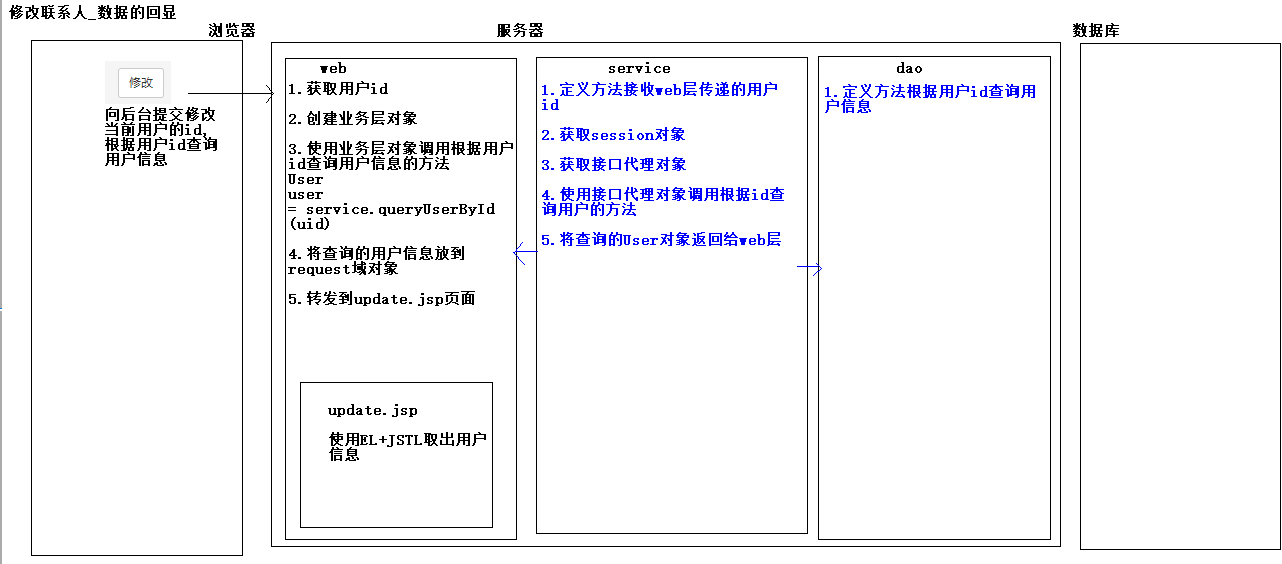 修改联系人_数据的回显
浏览器
服务器
数据库
修改
向后台提交修改
当前用户的id,
根据用户id查询
用户信息
web
1.获取用户id
2.创建业务层对象
3.使用业务层对象调用根据用户
id查询用户信息的方法
User
user
= service.queryUserById
(uid)
4.将查询的用户信息放到
request域对象
5.转发到update.jsp页面
update.jsp
使用EL+JSTL取出用户
信息
service
1.定义方法接收web层传递的用户
id
2.获取session对象
3.获取接口代理对象
4.使用接口代理对象调用根据id查
询用户的方法
5.将查询的User对象返回给web层
dao
1.定义方法根据用户id查询用
户信息